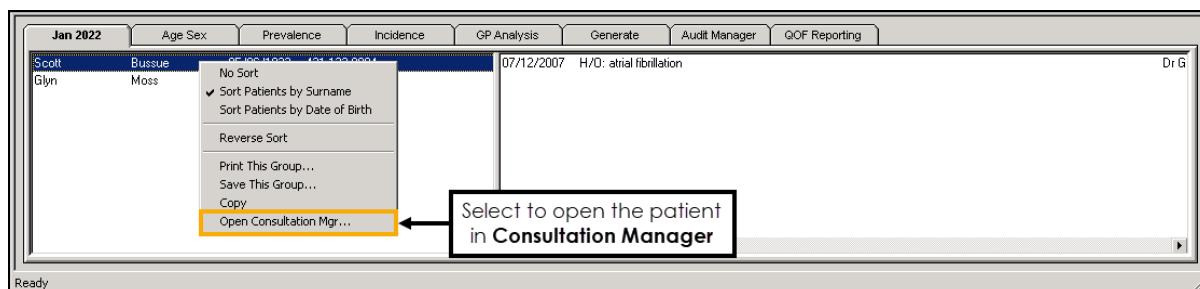 Jan 2022 Age Sex Prevalence Incidence GP Analysis Generate Audit Manager QOF Reporting
Scott Bussue
Glyn Moss
07/12/2007 H/O: atrial fibrillation Dr G
No Sort
Sort Patients by Surname
Sort Patients by Date of Birth
Reverse Sort
Print This Group...
Save This Group...
Copy
Open Consultation Mgr...
Select to open the patient
in Consultation Manager
Ready